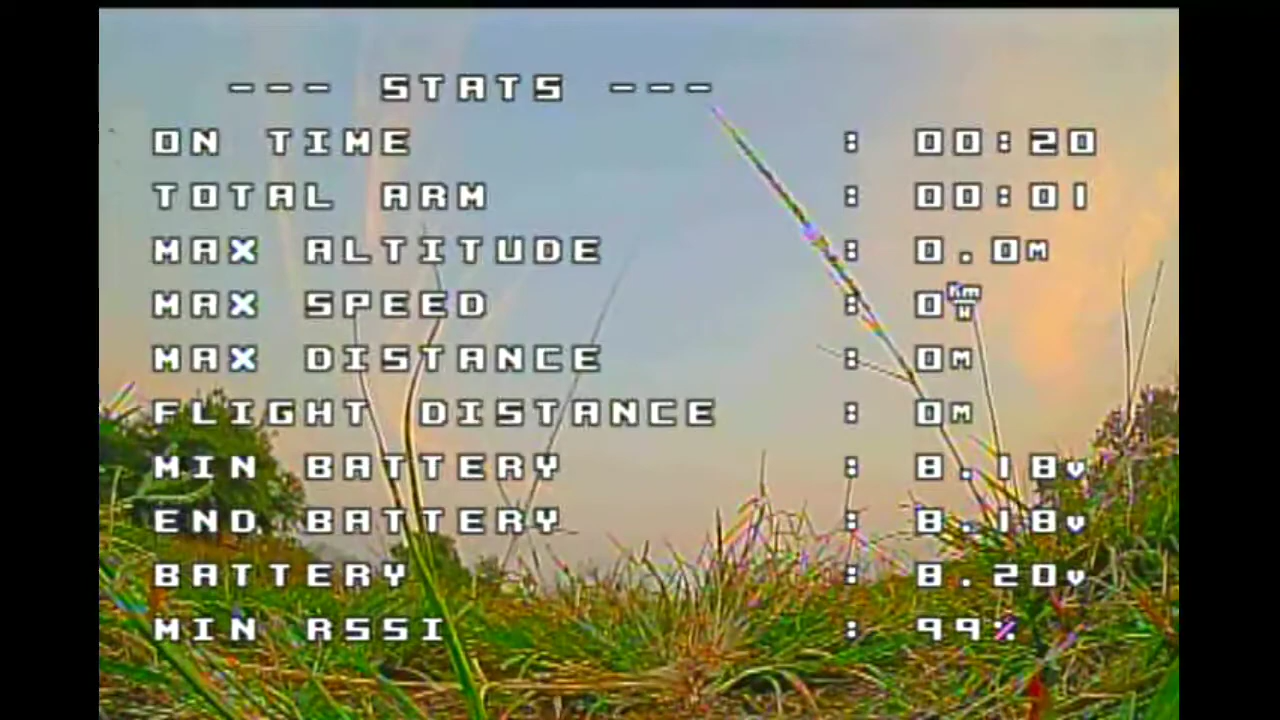 --- STATS ---
ON TIME : 00:20
TOTAL ARM : 00:01
MAX ALTITUDE : 0.0M
MAX SPEED : 0Km/H
MAX DISTANCE : 0M
FLIGHT DISTANCE : 0M
MIN BATTERY : 8.18V
END BATTERY : 8.18V
BATTERY : 8.20V
MIN RSSI : 99%